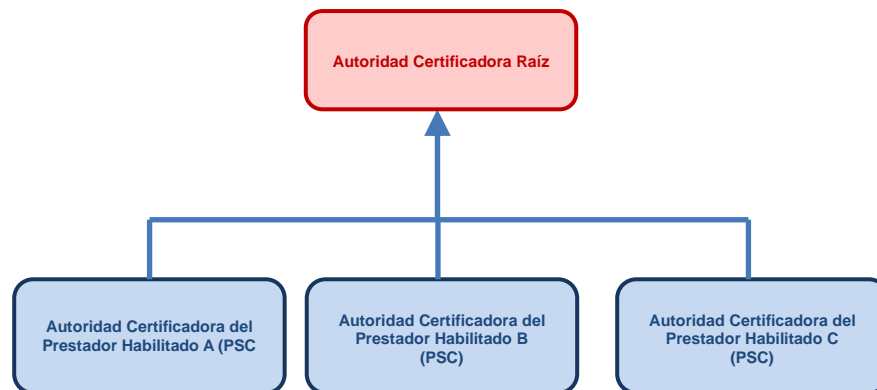 Autoridad Certificadora Raíz
Autoridad Certificadora del
Prestador Habilitado A (PSC
Autoridad Certificadora del
Prestador Habilitado B
(PSC)
Autoridad Certificadora del
Prestador Habilitado C
(PSC)